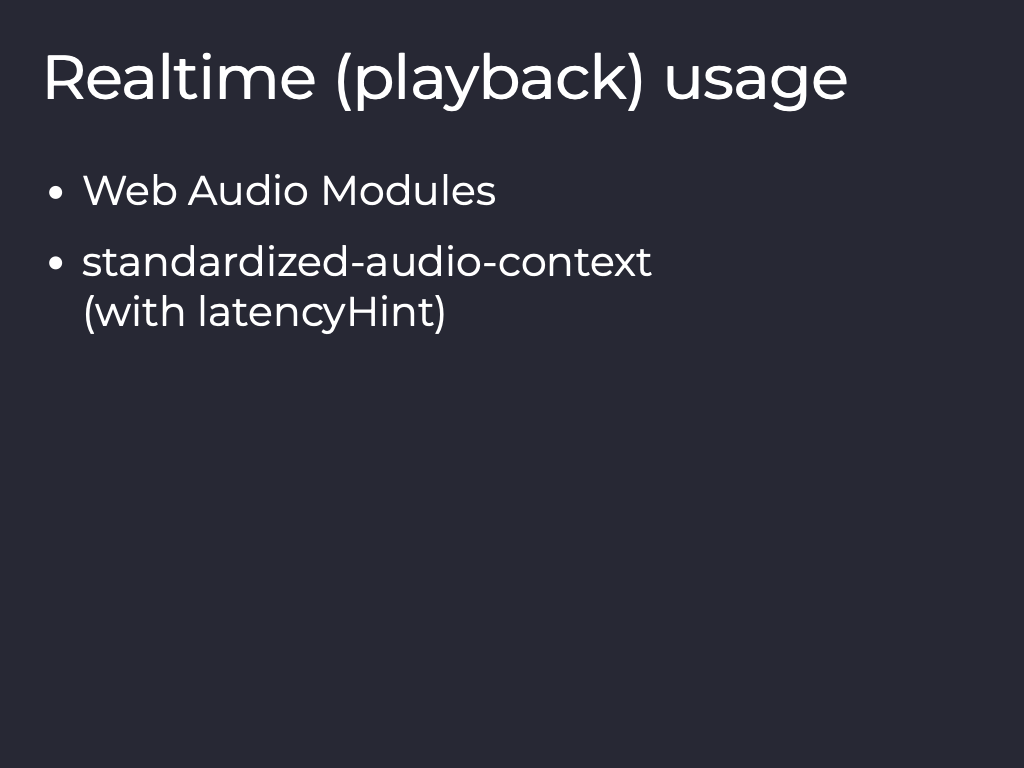 Realtime (playback) usage
• Web Audio Modules
• standardized-audio-context
(with latencyHint)